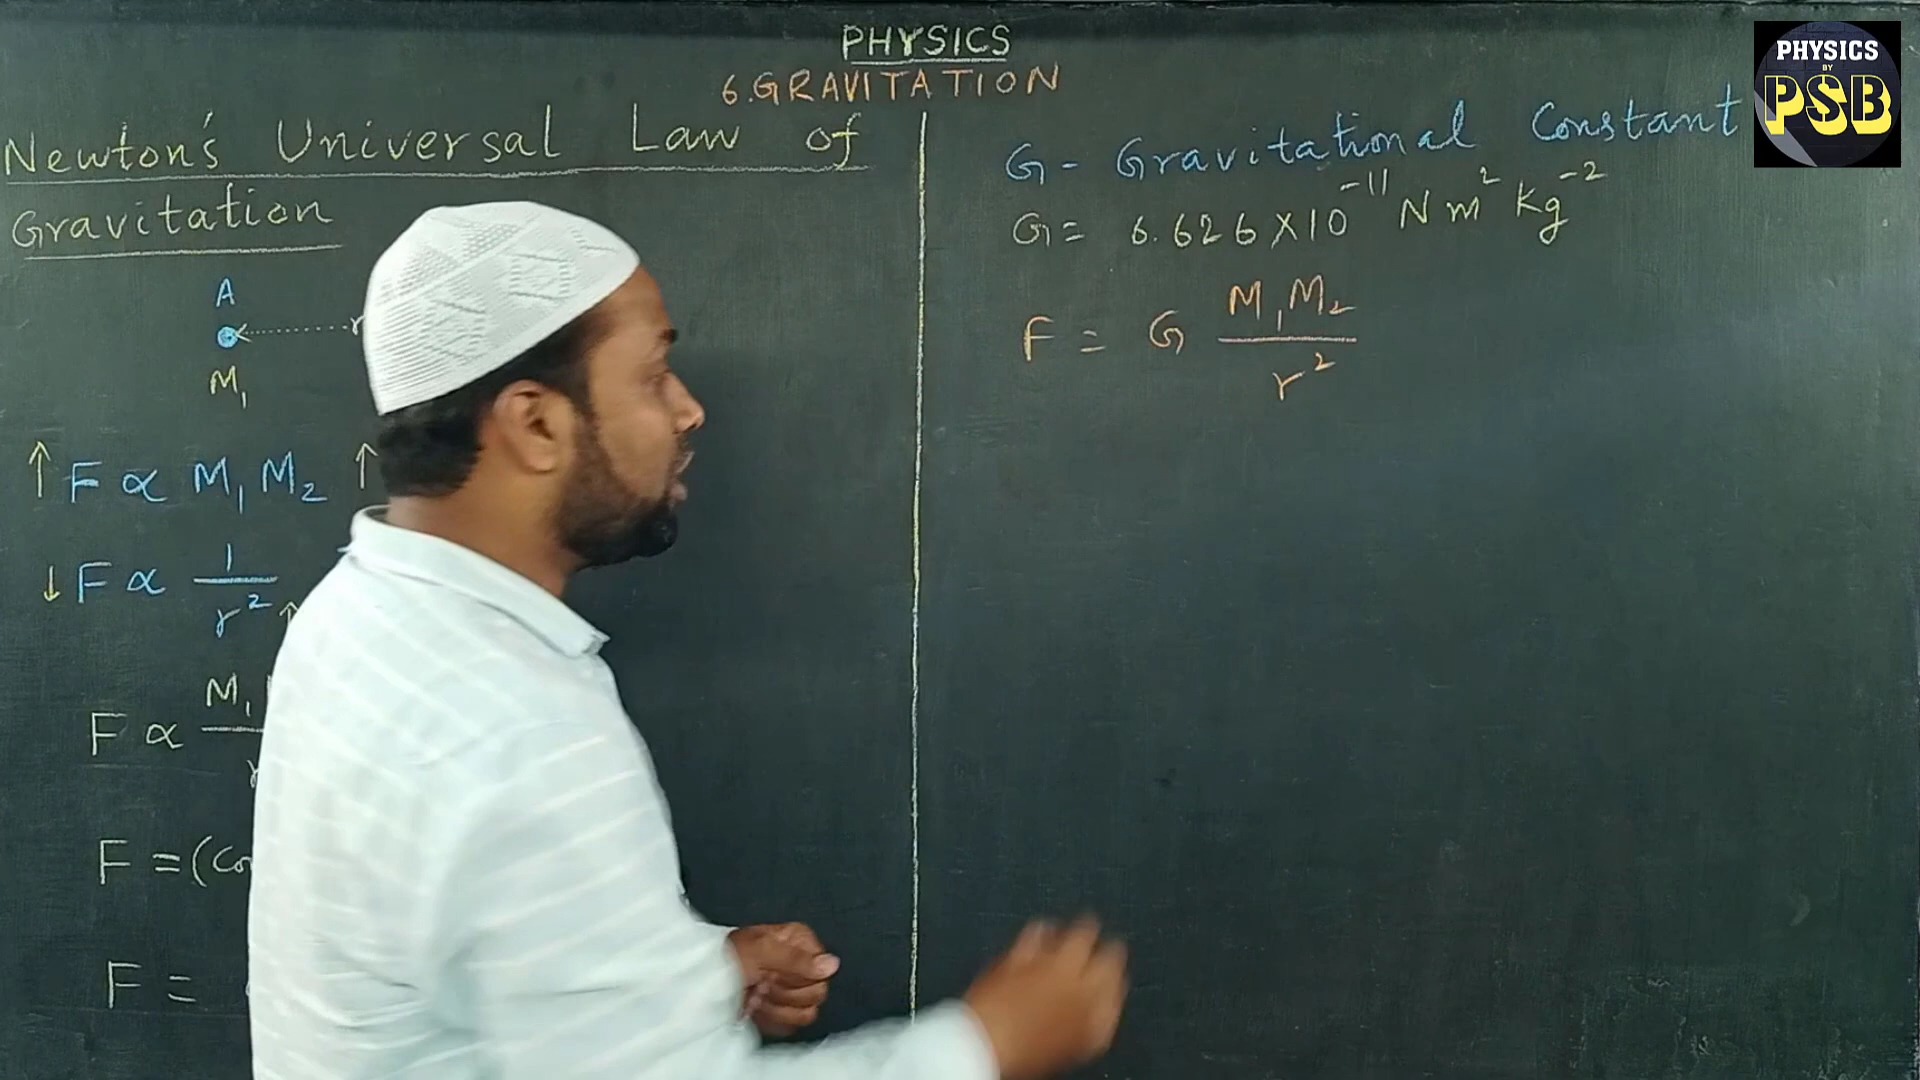 PHYSICS
6.GRAVITATION
Newton's Universal Law of
Gravitation
A
r
M₁
↑ F ∝ M₁ M₂ ↑
↓ F ∝ 1/r² ↑
F ∝ M₁
F =(Co
F =
G - Gravitational Constant
G = 6.626×10⁻¹¹ N m² Kg⁻²
F = G M₁M₂/r²
PHYSICS
BY
PSB